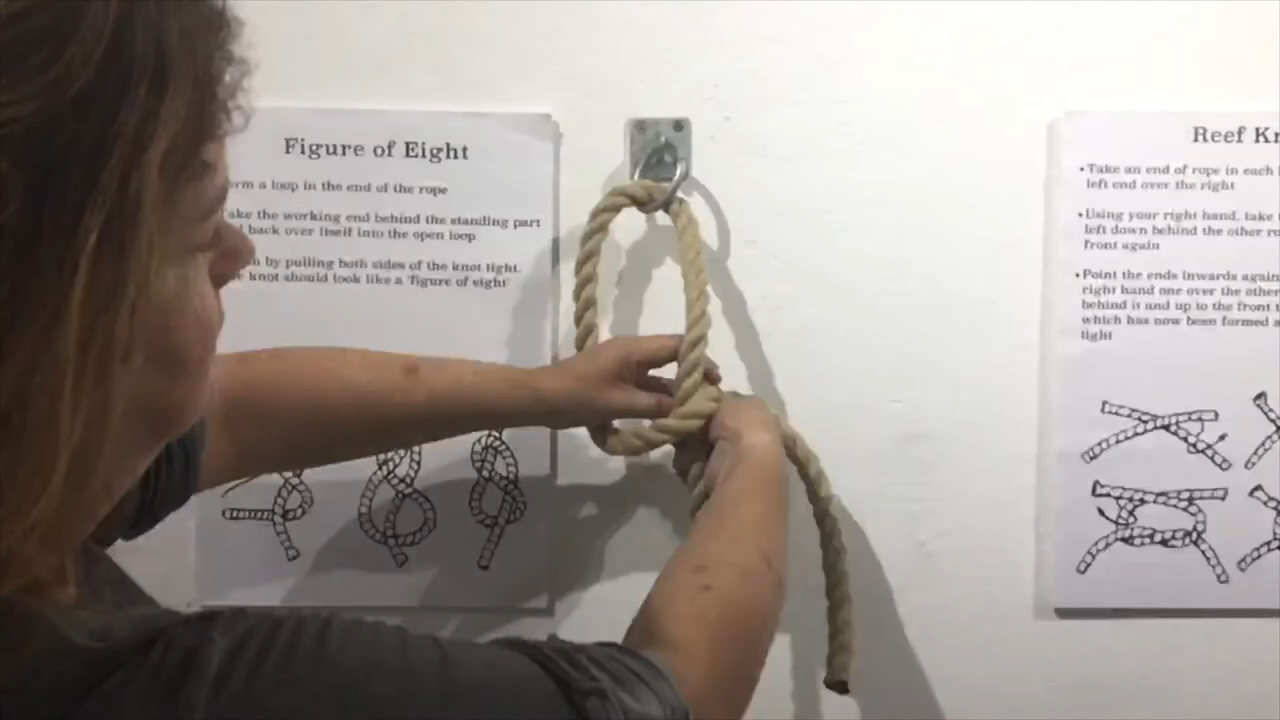 Figure of Eight
rm a loop in the end of the rope
ake the working end behind the standing part
back over itself into the open loop
by pulling both sides of the knot tight.
knot should look like a 'figure of eight'
Reef Kn
• Take an end of rope in each
left end over the right
• Using your right hand, take
left down behind the other ro
front again
• Point the ends inwards again
right hand one over the other
behind it and up to the front t
which has now been formed a
tight